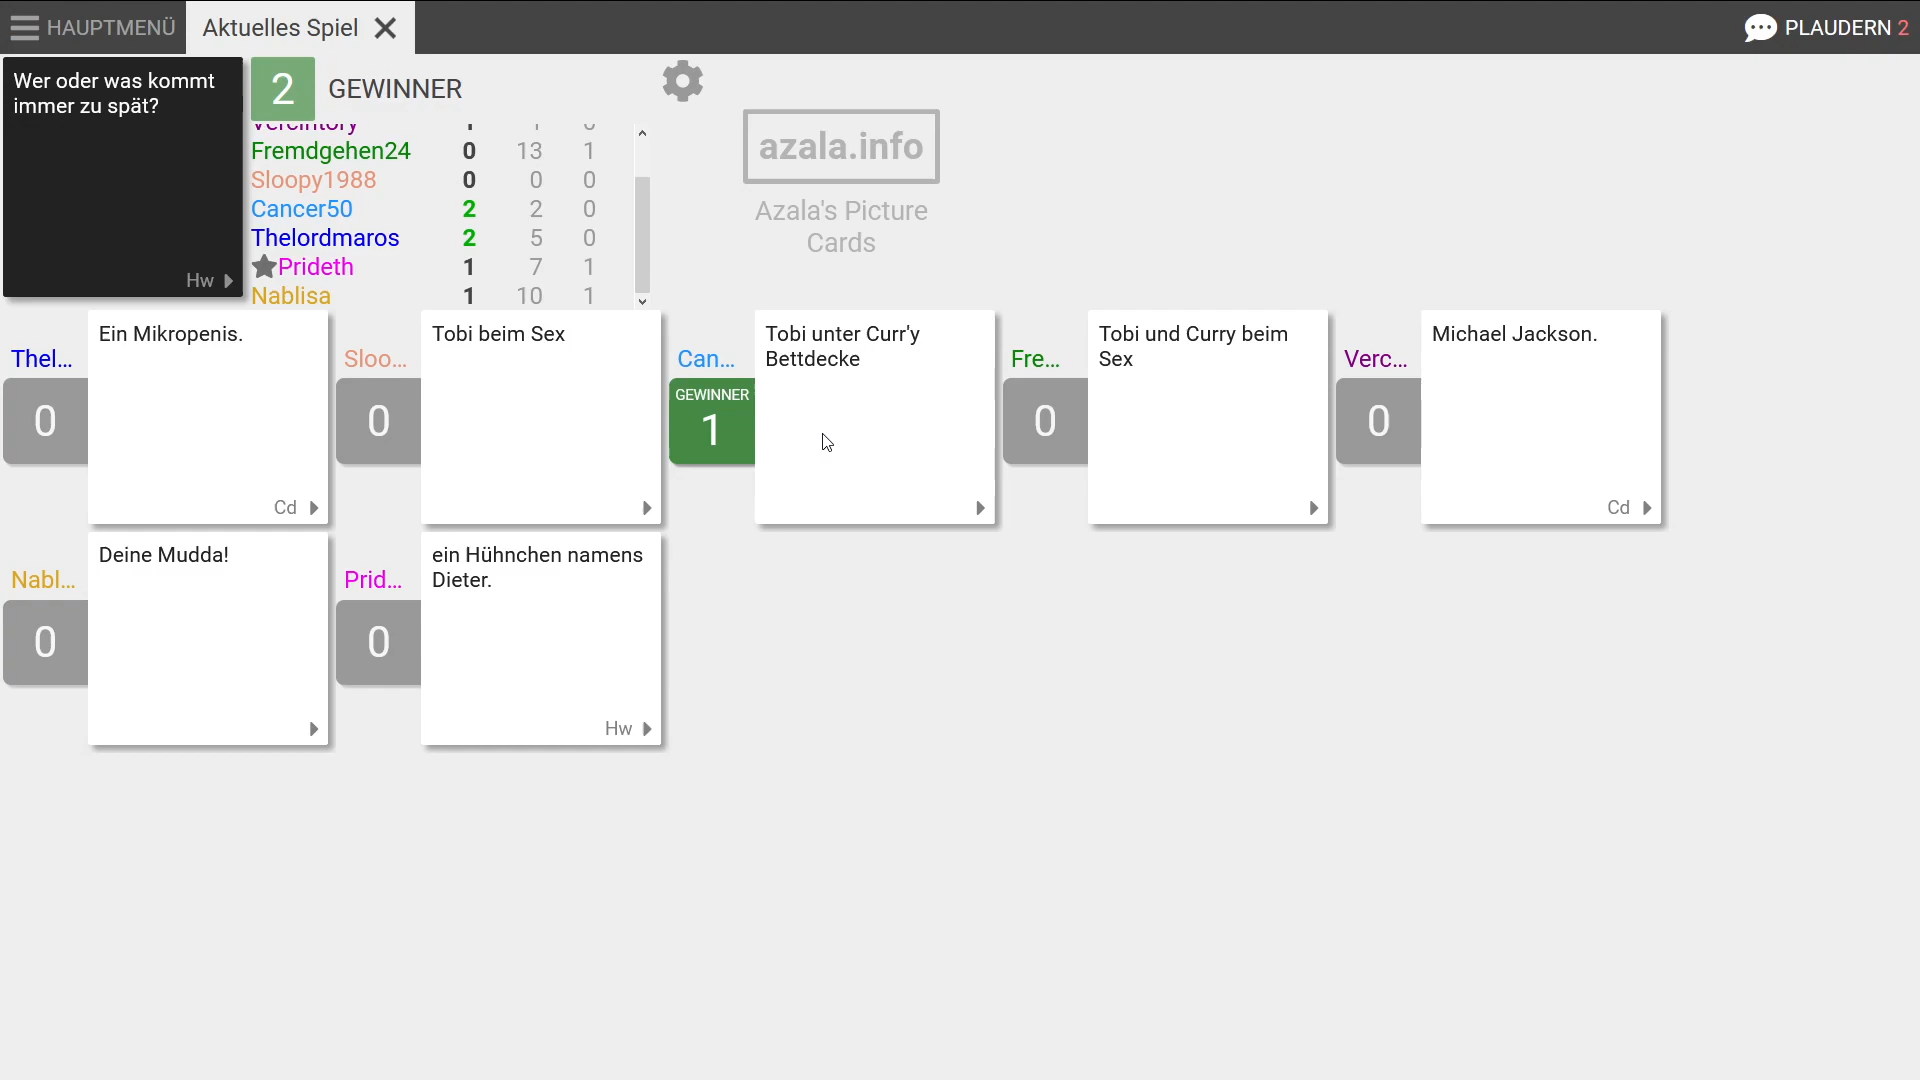 HAUPTMENÜ
Aktuelles Spiel
PLAUDERN 2
Wer oder was kommt
immer zu spät?
Hw
2 GEWINNER
Fremdgehen24 0 13 1
Sloopy1988 0 0 0
Cancer50 2 2 0
Thelordmaros 2 5 0
Prideth 1 7 1
Nablisa 1 10 1
azala.info
Azala's Picture
Cards
Thel...
0
Ein Mikropenis.
Cd
Sloo...
0
Tobi beim Sex
Can...
GEWINNER
1
Tobi unter Curr'y
Bettdecke
Fre...
0
Tobi und Curry beim
Sex
Verc...
0
Michael Jackson.
Cd
Nabl...
0
Deine Mudda!
Prid...
0
ein Hühnchen namens
Dieter.
Hw